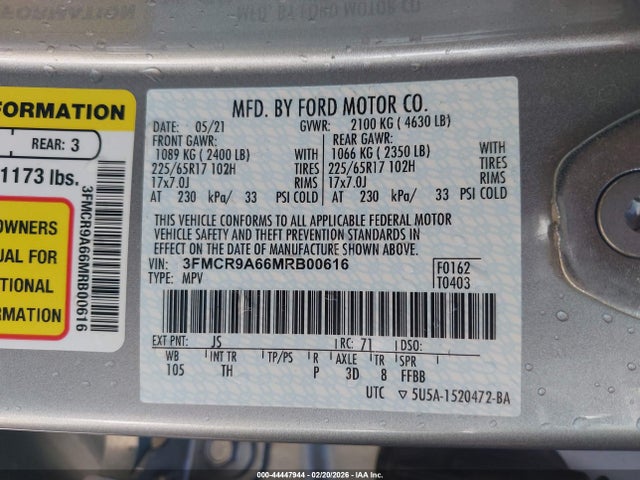 FORMATION
REAR: 3
1173 lbs.
OWNERS
UAL FOR
TIONAL
FORMATION
3FMCR9A66MRB00616
MFD. BY FORD MOTOR CO.
DATE: 05/21 GVWR: 2100 KG ( 4630 LB)
FRONT GAWR: REAR GAWR:
1089 KG ( 2400 LB) WITH 1066 KG ( 2350 LB) WITH
225/65R17 102H TIRES 225/65R17 102H TIRES
17x7.0J RIMS 17x7.0J RIMS
AT 230 kPa/ 33 PSI COLD AT 230 kPa/ 33 PSI COLD
THIS VEHICLE CONFORMS TO ALL APPLICABLE FEDERAL MOTOR
VEHICLE SAFETY AND THEFT PREVENTION STANDARDS IN
EFFECT ON THE DATE OF MANUFACTURE SHOWN ABOVE.
VIN: 3FMCR9A66MRB00616
TYPE: MPV
F0162
T0403
EXT PNT: JS RC: 71 DSO:
WB INT TR TP/PS R AXLE TR SPR
105 TH P 3D 8 FFBB
UTC 5U5A-1520472-BA
000-44447944 - 02/20/2026 - IAA Inc.